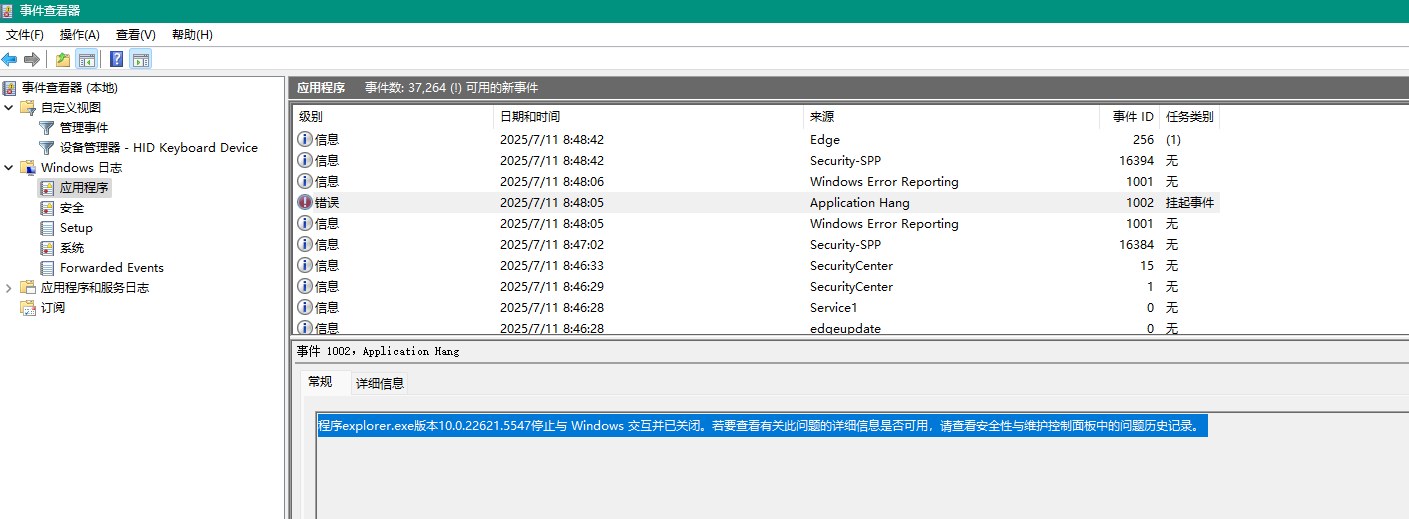 事件查看器
文件(F) 操作(A) 查看(V) 帮助(H)
事件查看器 (本地)
自定义视图
管理事件
设备管理器 - HID Keyboard Device
Windows 日志
应用程序
安全
Setup
系统
Forwarded Events
应用程序和服务日志
订阅
应用程序 事件数: 37,264 (!) 可用的新事件
级别 日期和时间 来源 事件 ID 任务类别
信息 2025/7/11 8:48:42 Edge 256 (1)
信息 2025/7/11 8:48:42 Security-SPP 16394 无
信息 2025/7/11 8:48:06 Windows Error Reporting 1001 无
错误 2025/7/11 8:48:05 Application Hang 1002 挂起事件
信息 2025/7/11 8:48:05 Windows Error Reporting 1001 无
信息 2025/7/11 8:47:02 Security-SPP 16384 无
信息 2025/7/11 8:46:33 SecurityCenter 15 无
信息 2025/7/11 8:46:29 SecurityCenter 1 无
信息 2025/7/11 8:46:28 Service1 0 无
信息 2025/7/11 8:46:28 edgeupdate 0 无
事件 1002，Application Hang
常规 详细信息
程序explorer.exe版本10.0.22621.5547停止与 Windows 交互并已关闭。若要查看有关此问题的详细信息是否可用，请查看安全性与维护控制面板中的问题历史记录。